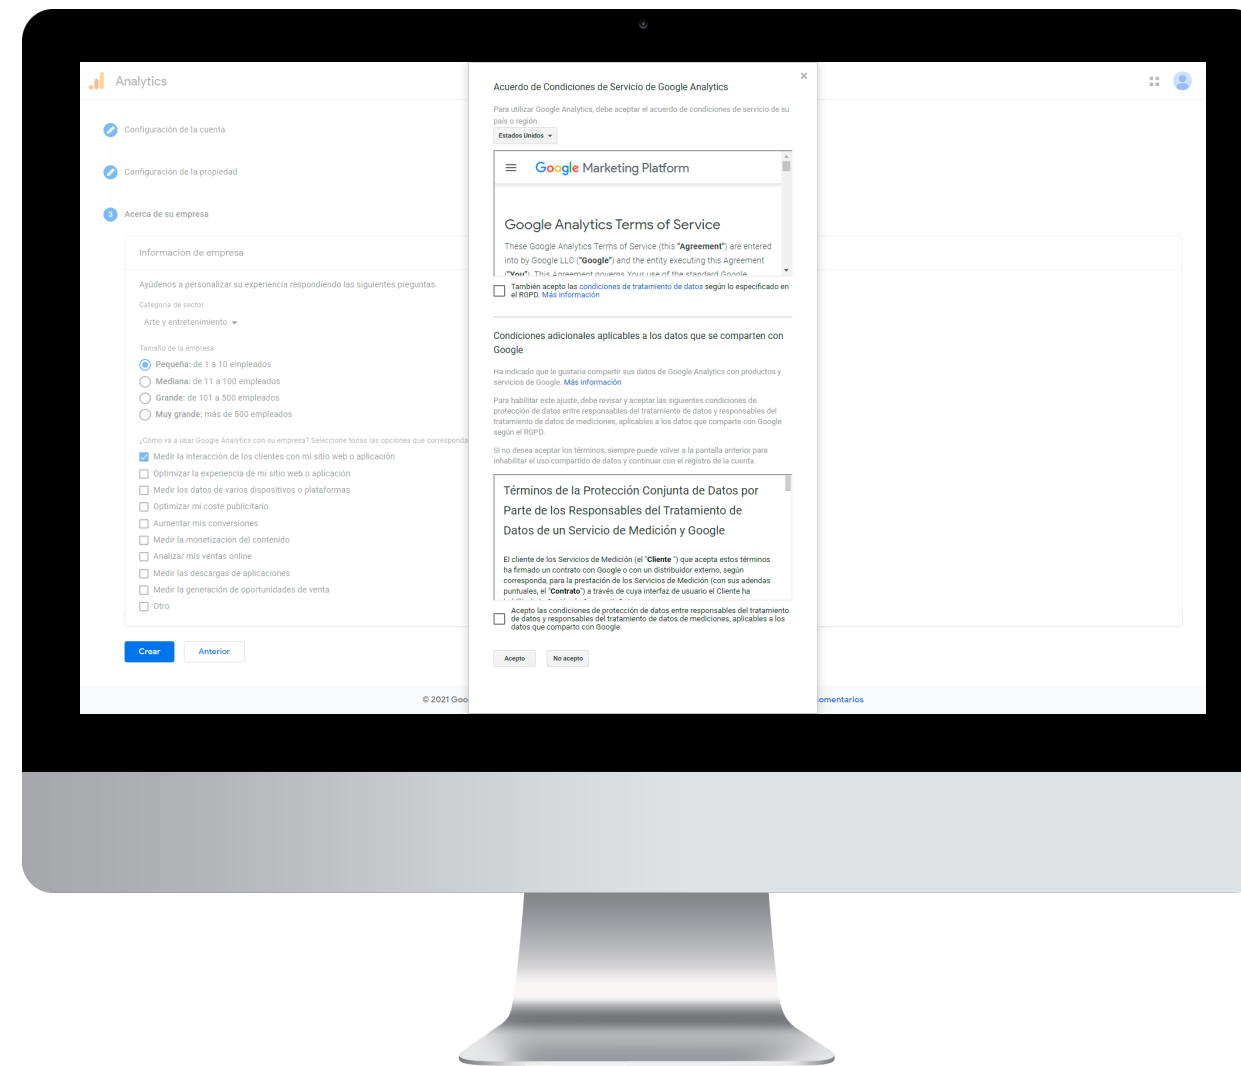 Analytics
Configuración de la cuenta
Configuración de la propiedad
3 Acerca de su empresa
Información de empresa
Ayúdenos a personalizar su experiencia respondiendo las siguientes preguntas.
Categoría de sector
Arte y entretenimiento
Tamaño de la empresa
Pequeña: de 1 a 10 empleados
Mediana: de 11 a 100 empleados
Grande: de 101 a 500 empleados
Muy grande: más de 500 empleados
¿Cómo va a usar Google Analytics con su empresa? Seleccione todas las opciones que corresponda
Medir la interacción de los clientes con mi sitio web o aplicación
Optimizar la experiencia de mi sitio web o aplicación
Medir los datos de varios dispositivos o plataformas
Optimizar mi coste publicitario
Aumentar mis conversiones
Medir la monetización del contenido
Analizar mis ventas online
Medir las descargas de aplicaciones
Medir la generación de oportunidades de venta
Otro
Crear
Anterior
© 2021 Goo
omentarios
Acuerdo de Condiciones de Servicio de Google Analytics
Para utilizar Google Analytics, debe aceptar el acuerdo de condiciones de servicio de su
país o región.
Estados Unidos
Google Marketing Platform
Google Analytics Terms of Service
These Google Analytics Terms of Service (this "Agreement") are entered
into by Google LLC ("Google") and the entity executing this Agreement
("You"). This Agreement governs Your use of the standard Google
También acepto las condiciones de tratamiento de datos según lo especificado en
el RGPD. Más información
Condiciones adicionales aplicables a los datos que se comparten con
Google
Ha indicado que le gustaría compartir sus datos de Google Analytics con productos y
servicios de Google. Más información
Para habilitar este ajuste, debe revisar y aceptar las siguientes condiciones de
protección de datos entre responsables del tratamiento de datos y responsables del
tratamiento de datos de mediciones, aplicables a los datos que comparte con Google
según el RGPD.
Si no desea aceptar los términos, siempre puede volver a la pantalla anterior para
inhabilitar el uso compartido de datos y continuar con el registro de la cuenta.
Términos de la Protección Conjunta de Datos por
Parte de los Responsables del Tratamiento de
Datos de un Servicio de Medición y Google
El cliente de los Servicios de Medición (el "Cliente ") que acepta estos términos
ha firmado un contrato con Google o con un distribuidor externo, según
corresponda, para la prestación de los Servicios de Medición (con sus adendas
puntuales, el "Contrato") a través de cuya interfaz de usuario el Cliente ha
Acepto las condiciones de protección de datos entre responsables del tratamiento
de datos y responsables del tratamiento de datos de mediciones, aplicables a los
datos que comparto con Google.
Acepto
No acepto